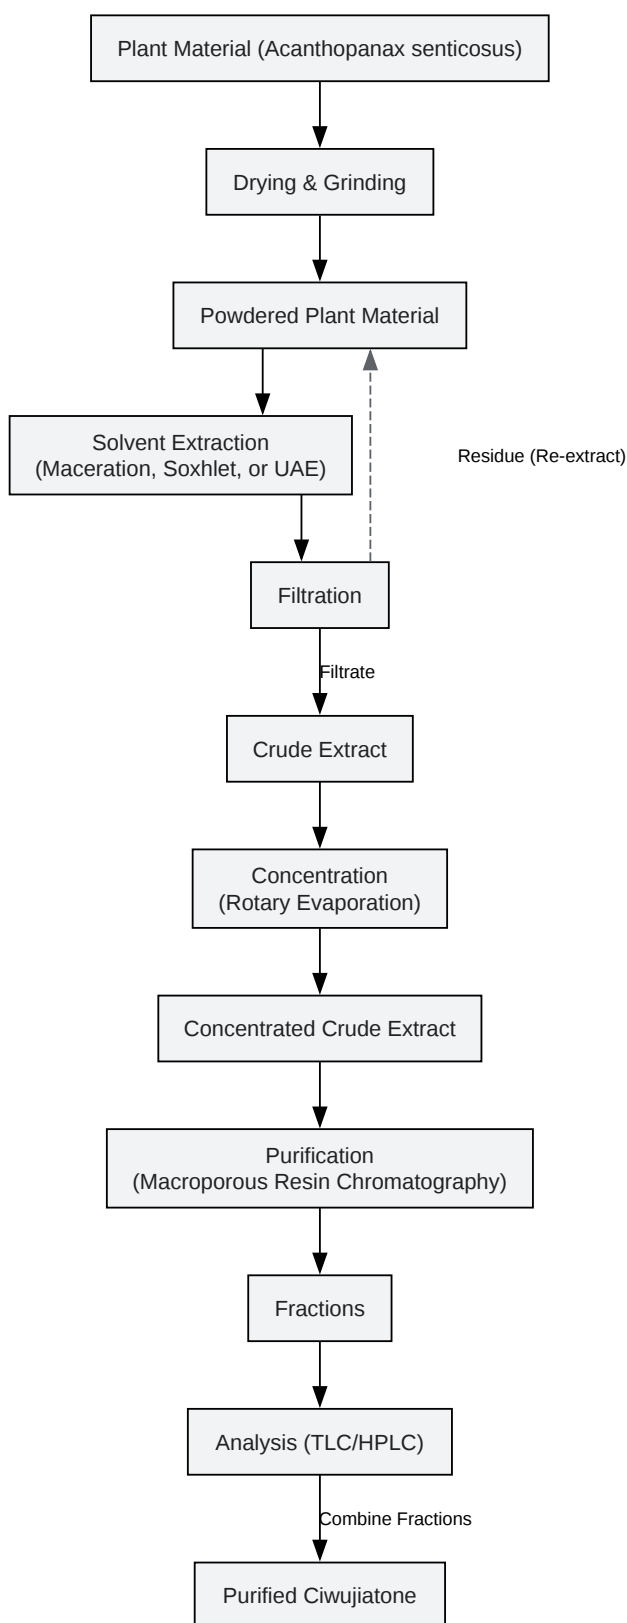 Plant Material (Acanthopanax senticosus)
Drying & Grinding
Powdered Plant Material
Solvent Extraction
(Maceration, Soxhlet, or UAE)
Residue (Re-extract)
Filtration
Filtrate
Crude Extract
Concentration
(Rotary Evaporation)
Concentrated Crude Extract
Purification
(Macroporous Resin Chromatography)
Fractions
Analysis (TLC/HPLC)
Combine Fractions
Purified Ciwujiatone